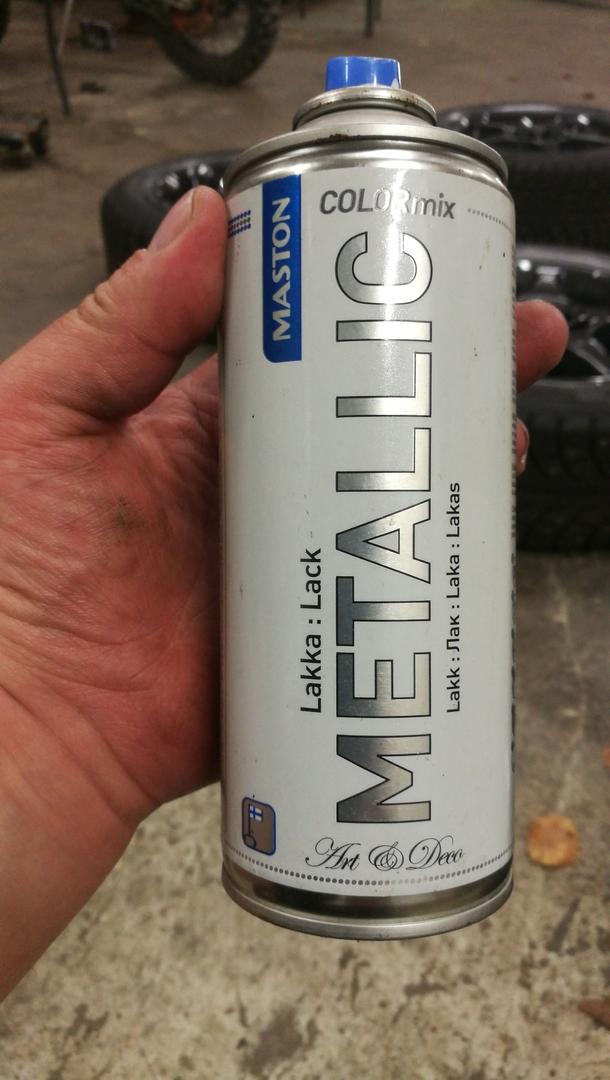 MASTON
COLORmix
Lakka : Lack
METALLIC
Lakk : Лак : Laka : Lakas
Art & Deco